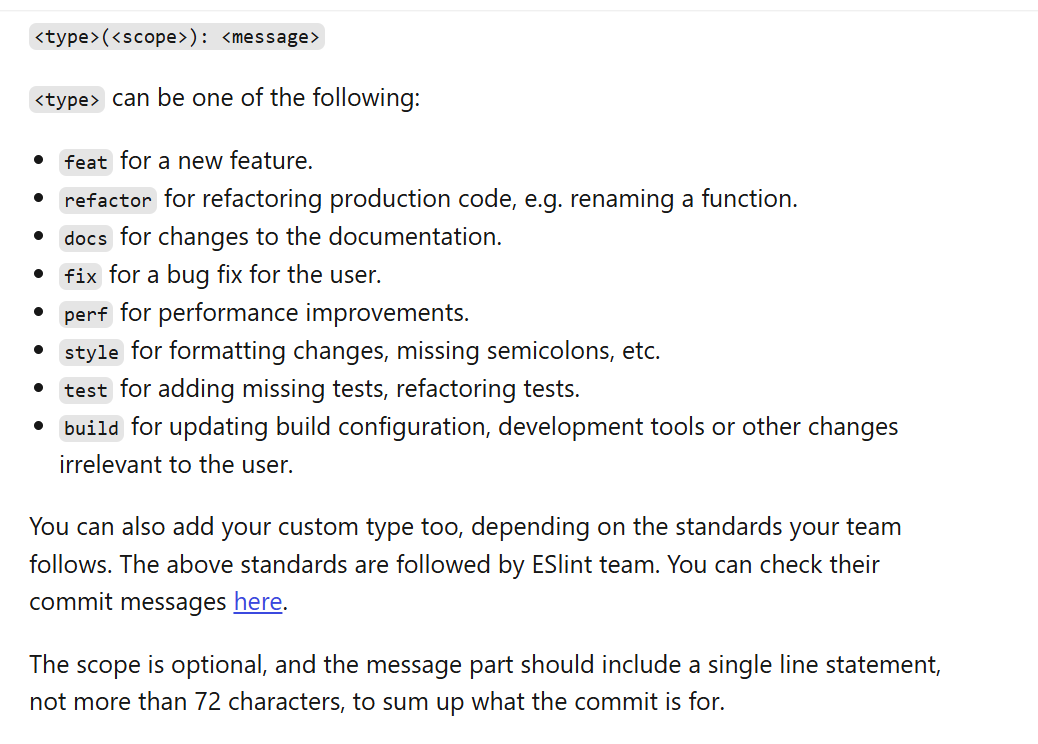 <type>(<scope>): <message>
<type> can be one of the following:
• feat for a new feature.
• refactor for refactoring production code, e.g. renaming a function.
• docs for changes to the documentation.
• fix for a bug fix for the user.
• perf for performance improvements.
• style for formatting changes, missing semicolons, etc.
• test for adding missing tests, refactoring tests.
• build for updating build configuration, development tools or other changes
irrelevant to the user.
You can also add your custom type too, depending on the standards your team
follows. The above standards are followed by ESlint team. You can check their
commit messages here.
The scope is optional, and the message part should include a single line statement,
not more than 72 characters, to sum up what the commit is for.